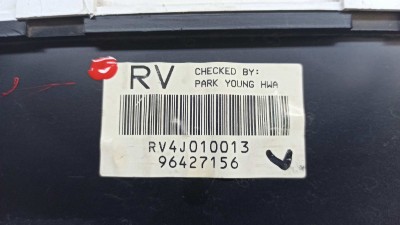 RV
CHECKED BY:
PARK YOUNG HWA
RV4J010013
96427156